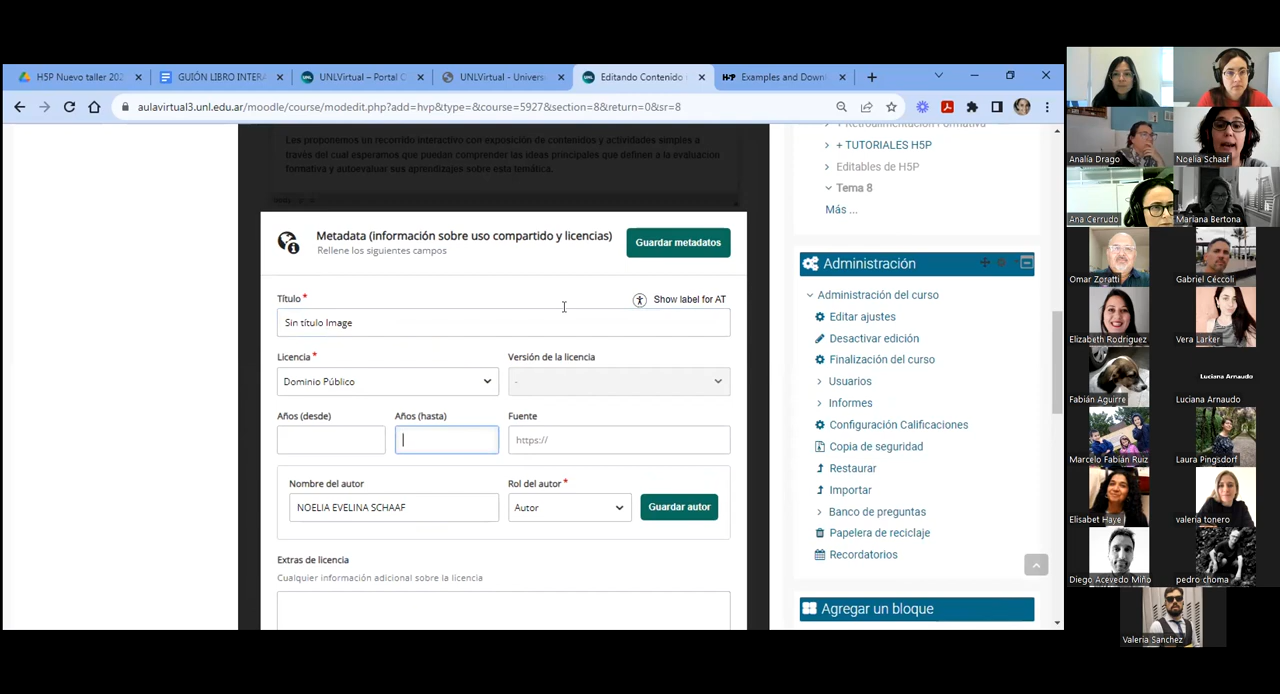 H5P Nuevo taller 202
GUIÓN LIBRO INTERA
UNLVirtual – Portal C
UNLVirtual - Univers
Editando Contenido
H-P Examples and Down
aulavirtual3.unl.edu.ar/moodle/course/modedit.php?add=hvp&type=&course=5927&section=8&return=0&sr=8
Les proponemos un recorrido interactivo con exposición de contenidos y actividades simples a
través del cual esperamos que puedan comprender las ideas principales que definen a la evaluación
formativa y autoevaluar sus aprendizajes sobre esta temática.
Metadata (información sobre uso compartido y licencias)
Rellene los siguientes campos
Guardar metadatos
Título*
Show label for AT
Sin título Image
Licencia*
Versión de la licencia
Dominio Público
-
Años (desde)
Años (hasta)
Fuente
https://
Nombre del autor
Rol del autor*
NOELIA EVELINA SCHAAF
Autor
Guardar autor
Extras de licencia
Cualquier información adicional sobre la licencia
+ Retroalimentación Formativa
+ TUTORIALES H5P
Editables de H5P
Tema 8
Más ...
Administración
Administración del curso
Editar ajustes
Desactivar edición
Finalización del curso
Usuarios
Informes
Configuración Calificaciones
Copia de seguridad
Restaurar
Importar
Banco de preguntas
Papelera de reciclaje
Recordatorios
Agregar un bloque
Analia Drago
Noelia Schaaf
Ana Cerrudo
Mariana Bertona
Omar Zoratti
Gabriel Céccoli
Elizabeth Rodriguez
Vera Larker
Fabián Aguirre
Luciana Arnaudo
Luciana Arnaudo
Marcelo Fabián Ruiz
Laura Pingsdorf
Elisabet Haye
valeria tonero
Diego Acevedo Miño
pedro choma
Valeria Sanchez